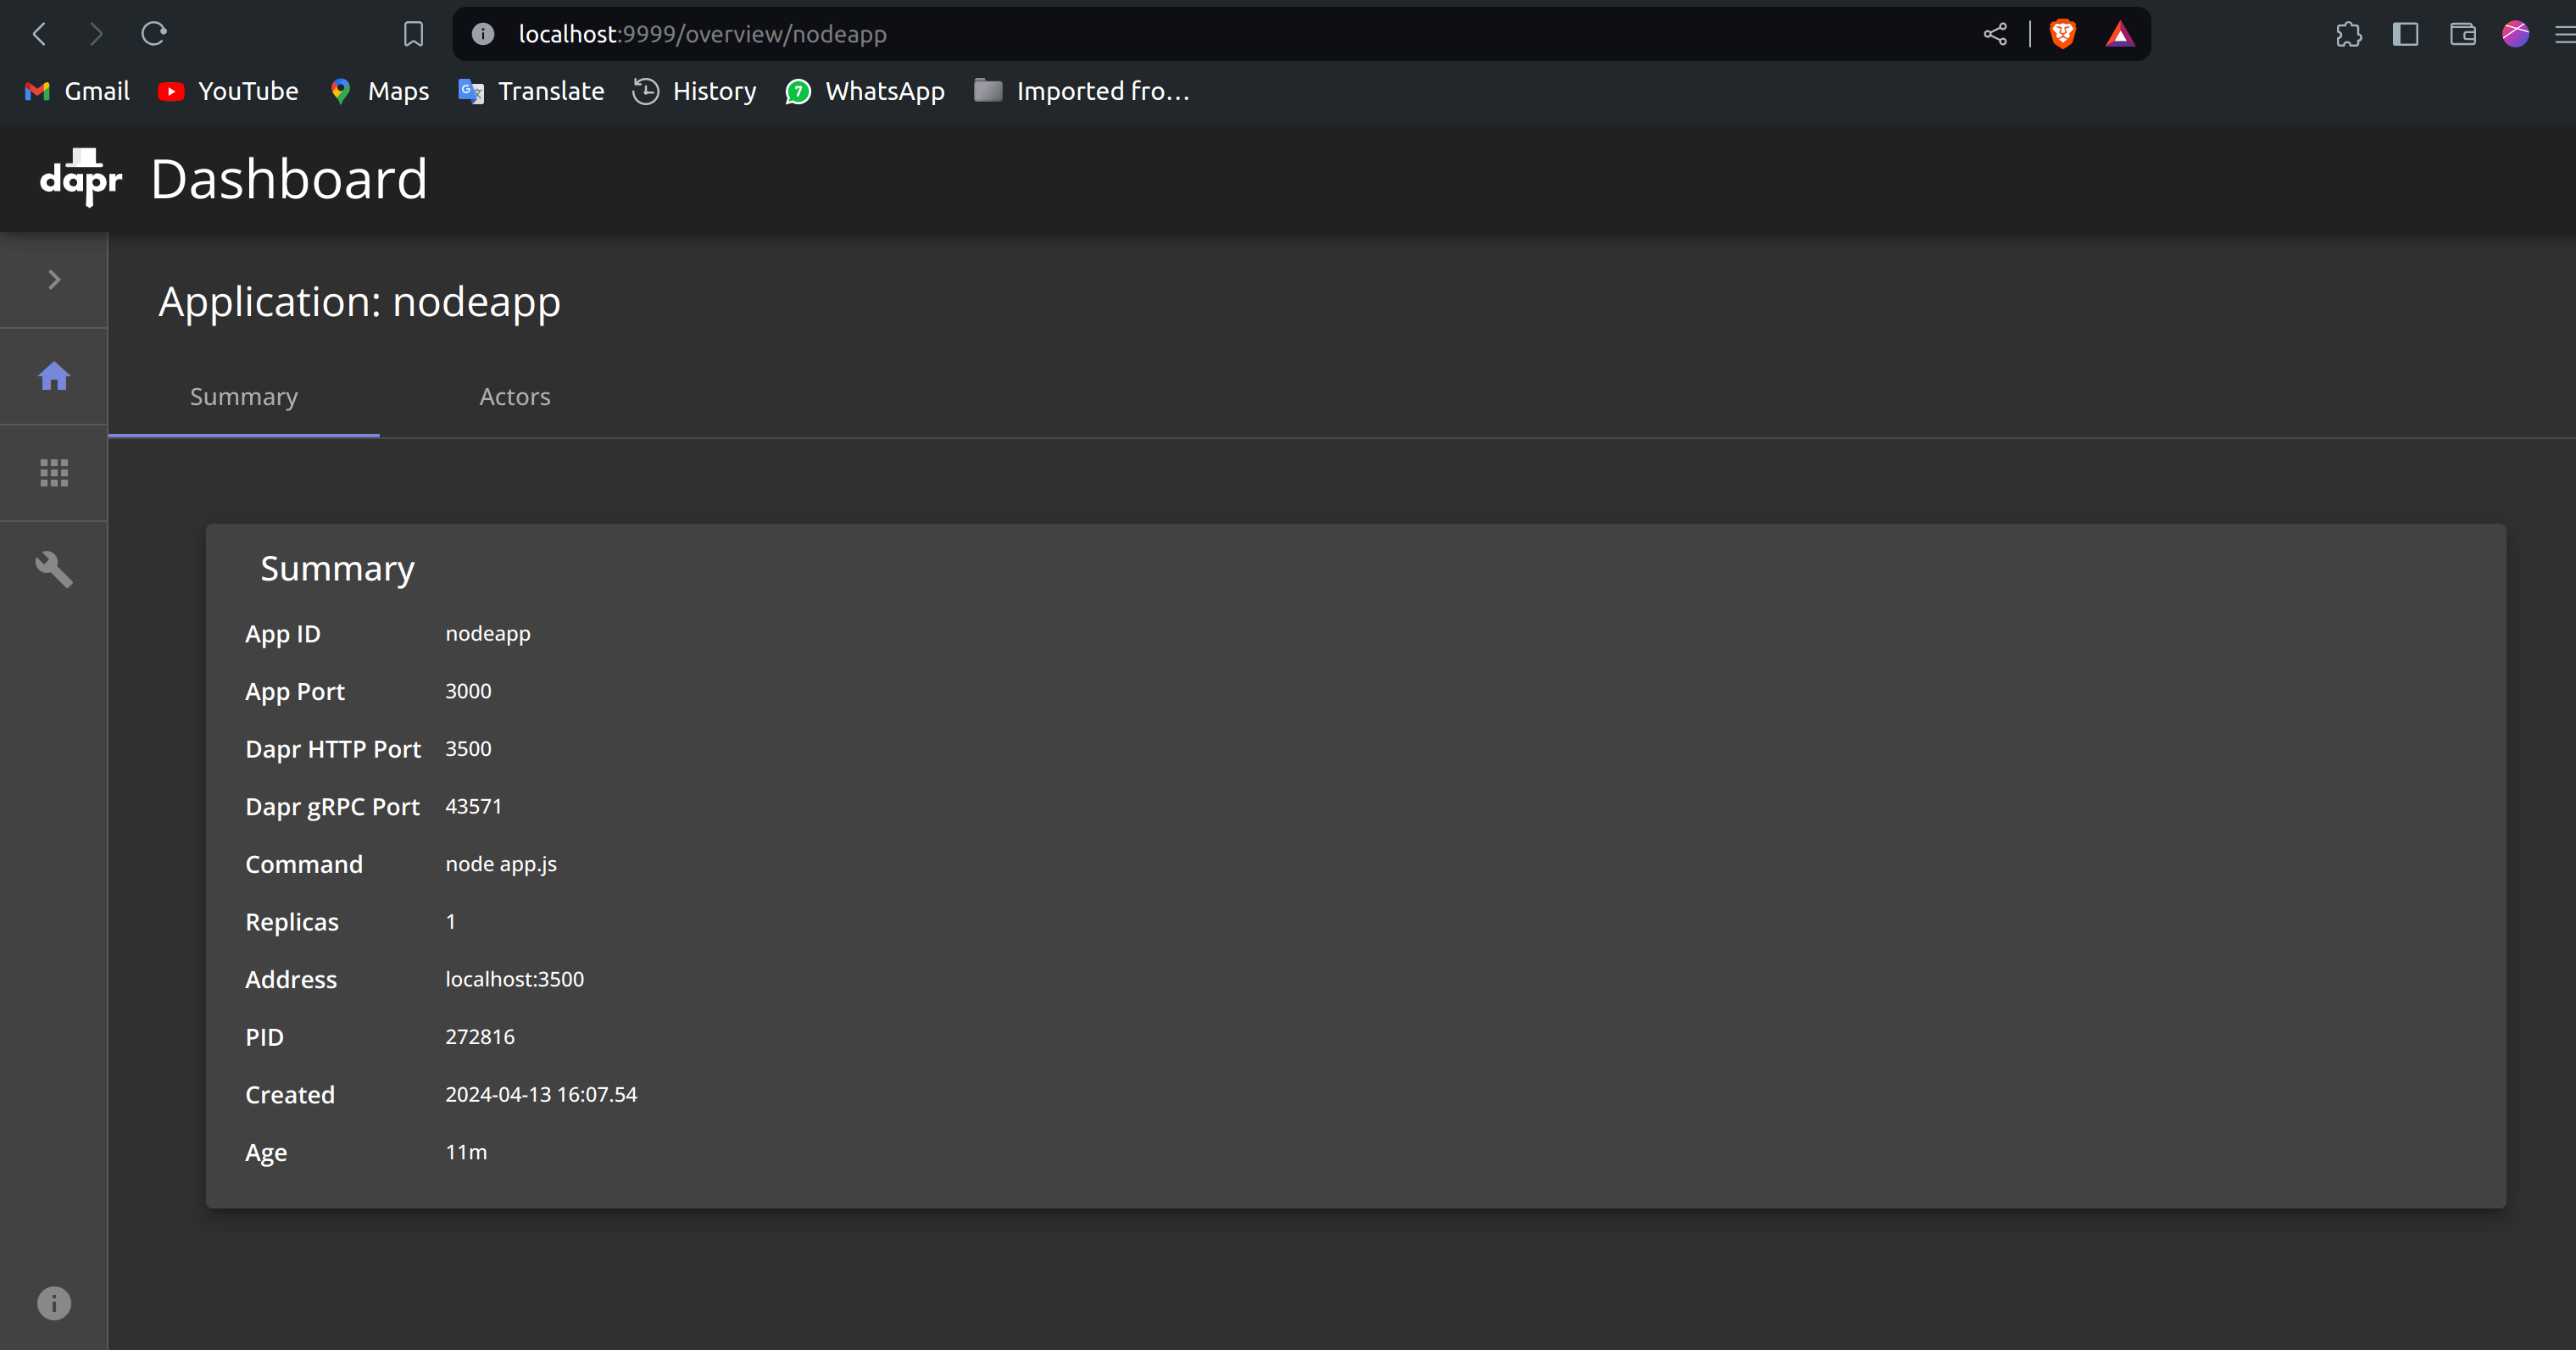 localhost:9999/overview/nodeapp
Gmail YouTube Maps Translate History 7 WhatsApp Imported fro...
dapr Dashboard
Application: nodeapp
Summary Actors
Summary
App ID nodeapp
App Port 3000
Dapr HTTP Port 3500
Dapr gRPC Port 43571
Command node app.js
Replicas 1
Address localhost:3500
PID 272816
Created 2024-04-13 16:07.54
Age 11m